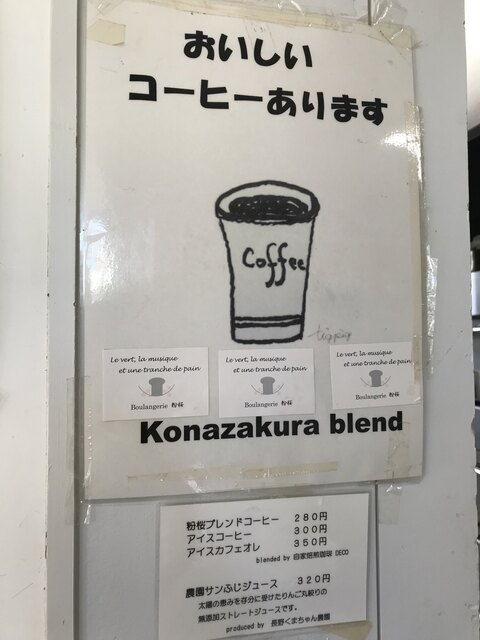 おいしい
コーヒーあります
Coffee
Le vert, la musique
et une tranche de pain
Boulangerie 粉桜
Le vert, la musique
et une tranche de pain
Boulangerie 粉桜
Le vert, la musique
et une tranche de pain
Boulangerie 粉桜
Konazakura blend
粉桜ブレンドコーヒー 280円
アイスコーヒー 300円
アイスカフェオレ 350円
blended by 自家焙煎珈琲 DECO
農園サンふじジュース 320円
太陽の恵みを存分に受けたりんご丸絞りの
無添加ストレートジュースです。
produced by 長野くまちゃん農園